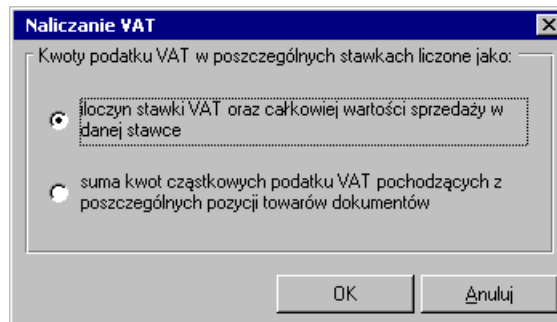 Naliczanie VAT
Kwoty podatku VAT w poszczególnych stawkach liczone jako:
iloczyn stawki VAT oraz całkowiej wartości sprzedaży w
danej stawce
suma kwot cząstkowych podatku VAT pochodzących z
poszczególnych pozycji towarów dokumentów
OK
Anuluj